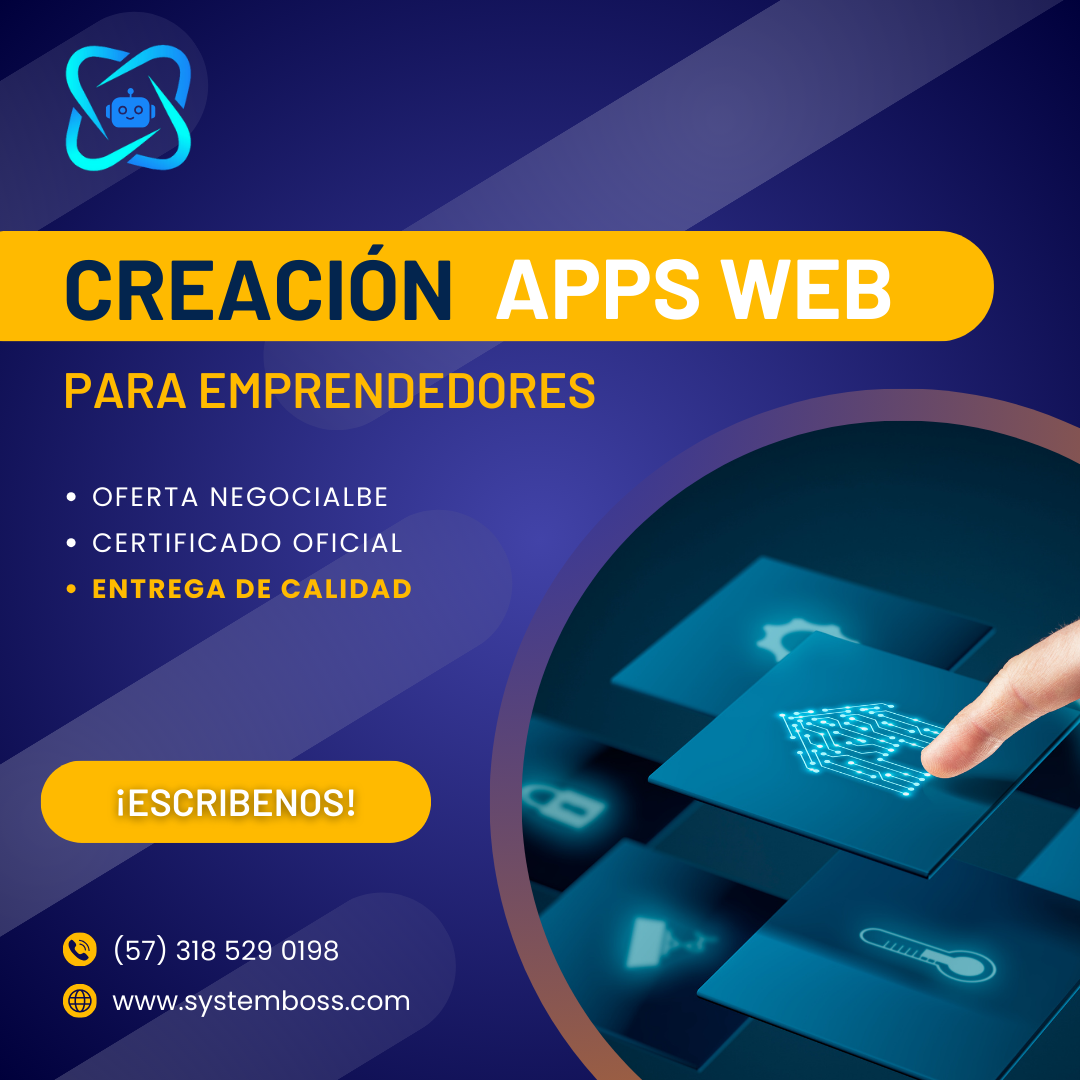 CREACIÓN APPS WEB
PARA EMPRENDEDORES
• OFERTA NEGOCIALBE
• CERTIFICADO OFICIAL
• ENTREGA DE CALIDAD
¡ESCRIBENOS!
(57) 318 529 0198
www.systemboss.com